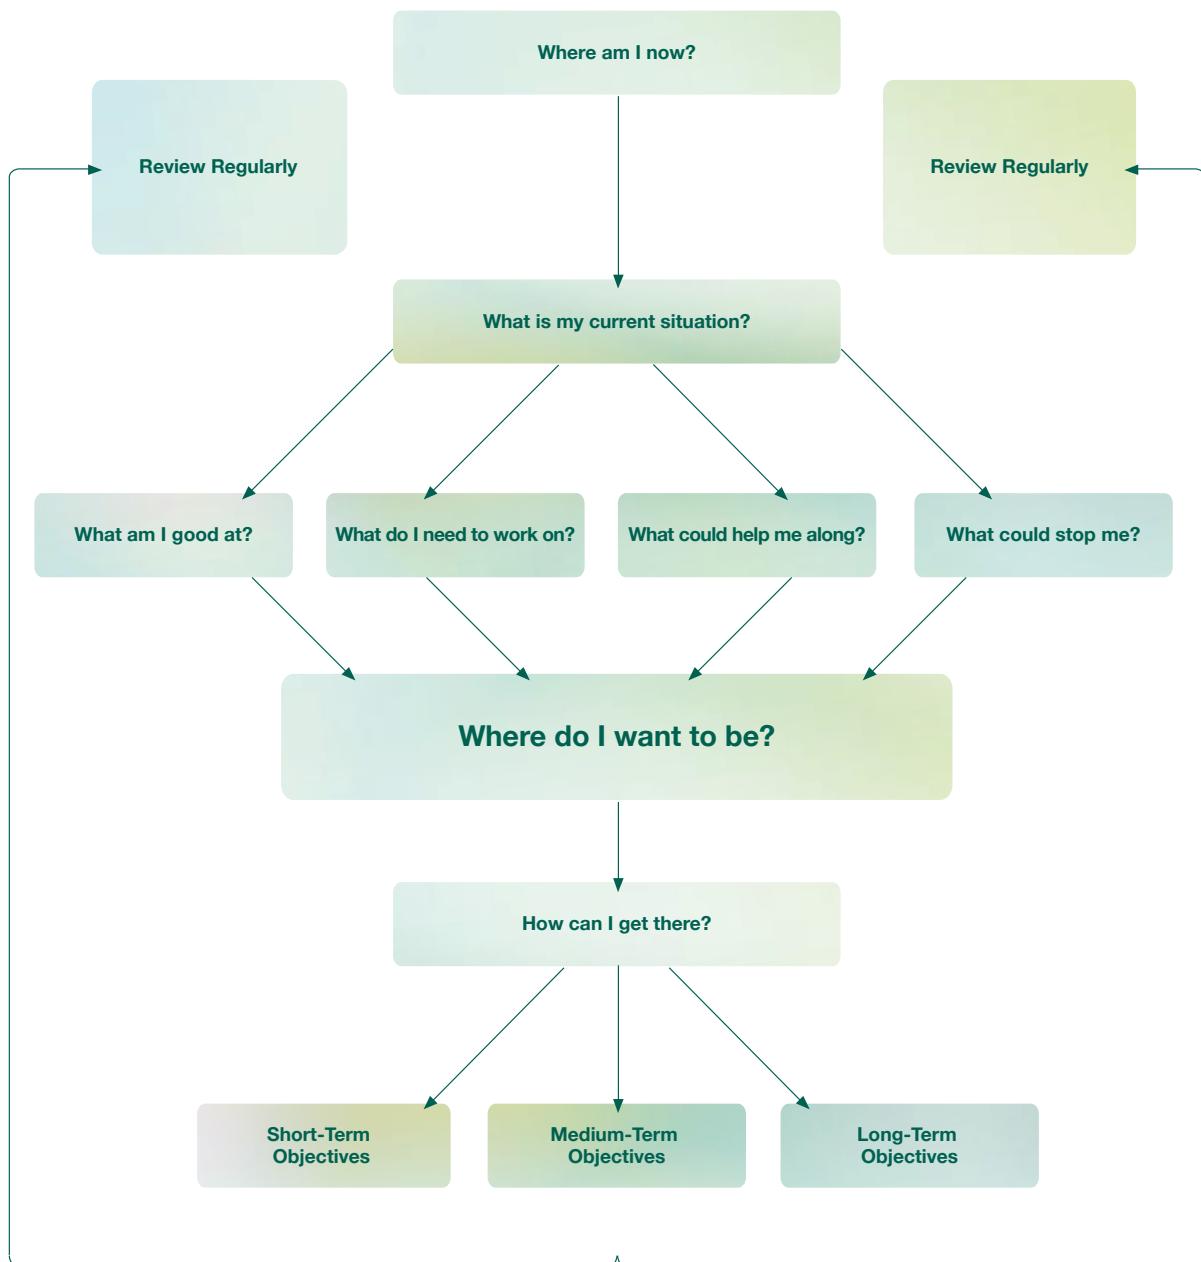 Where am I now?
Review Regularly
Review Regularly
What is my current situation?
What am I good at?
What do I need to work on?
What could help me along?
What could stop me?
Where do I want to be?
How can I get there?
Short-Term
Objectives
Medium-Term
Objectives
Long-Term
Objectives